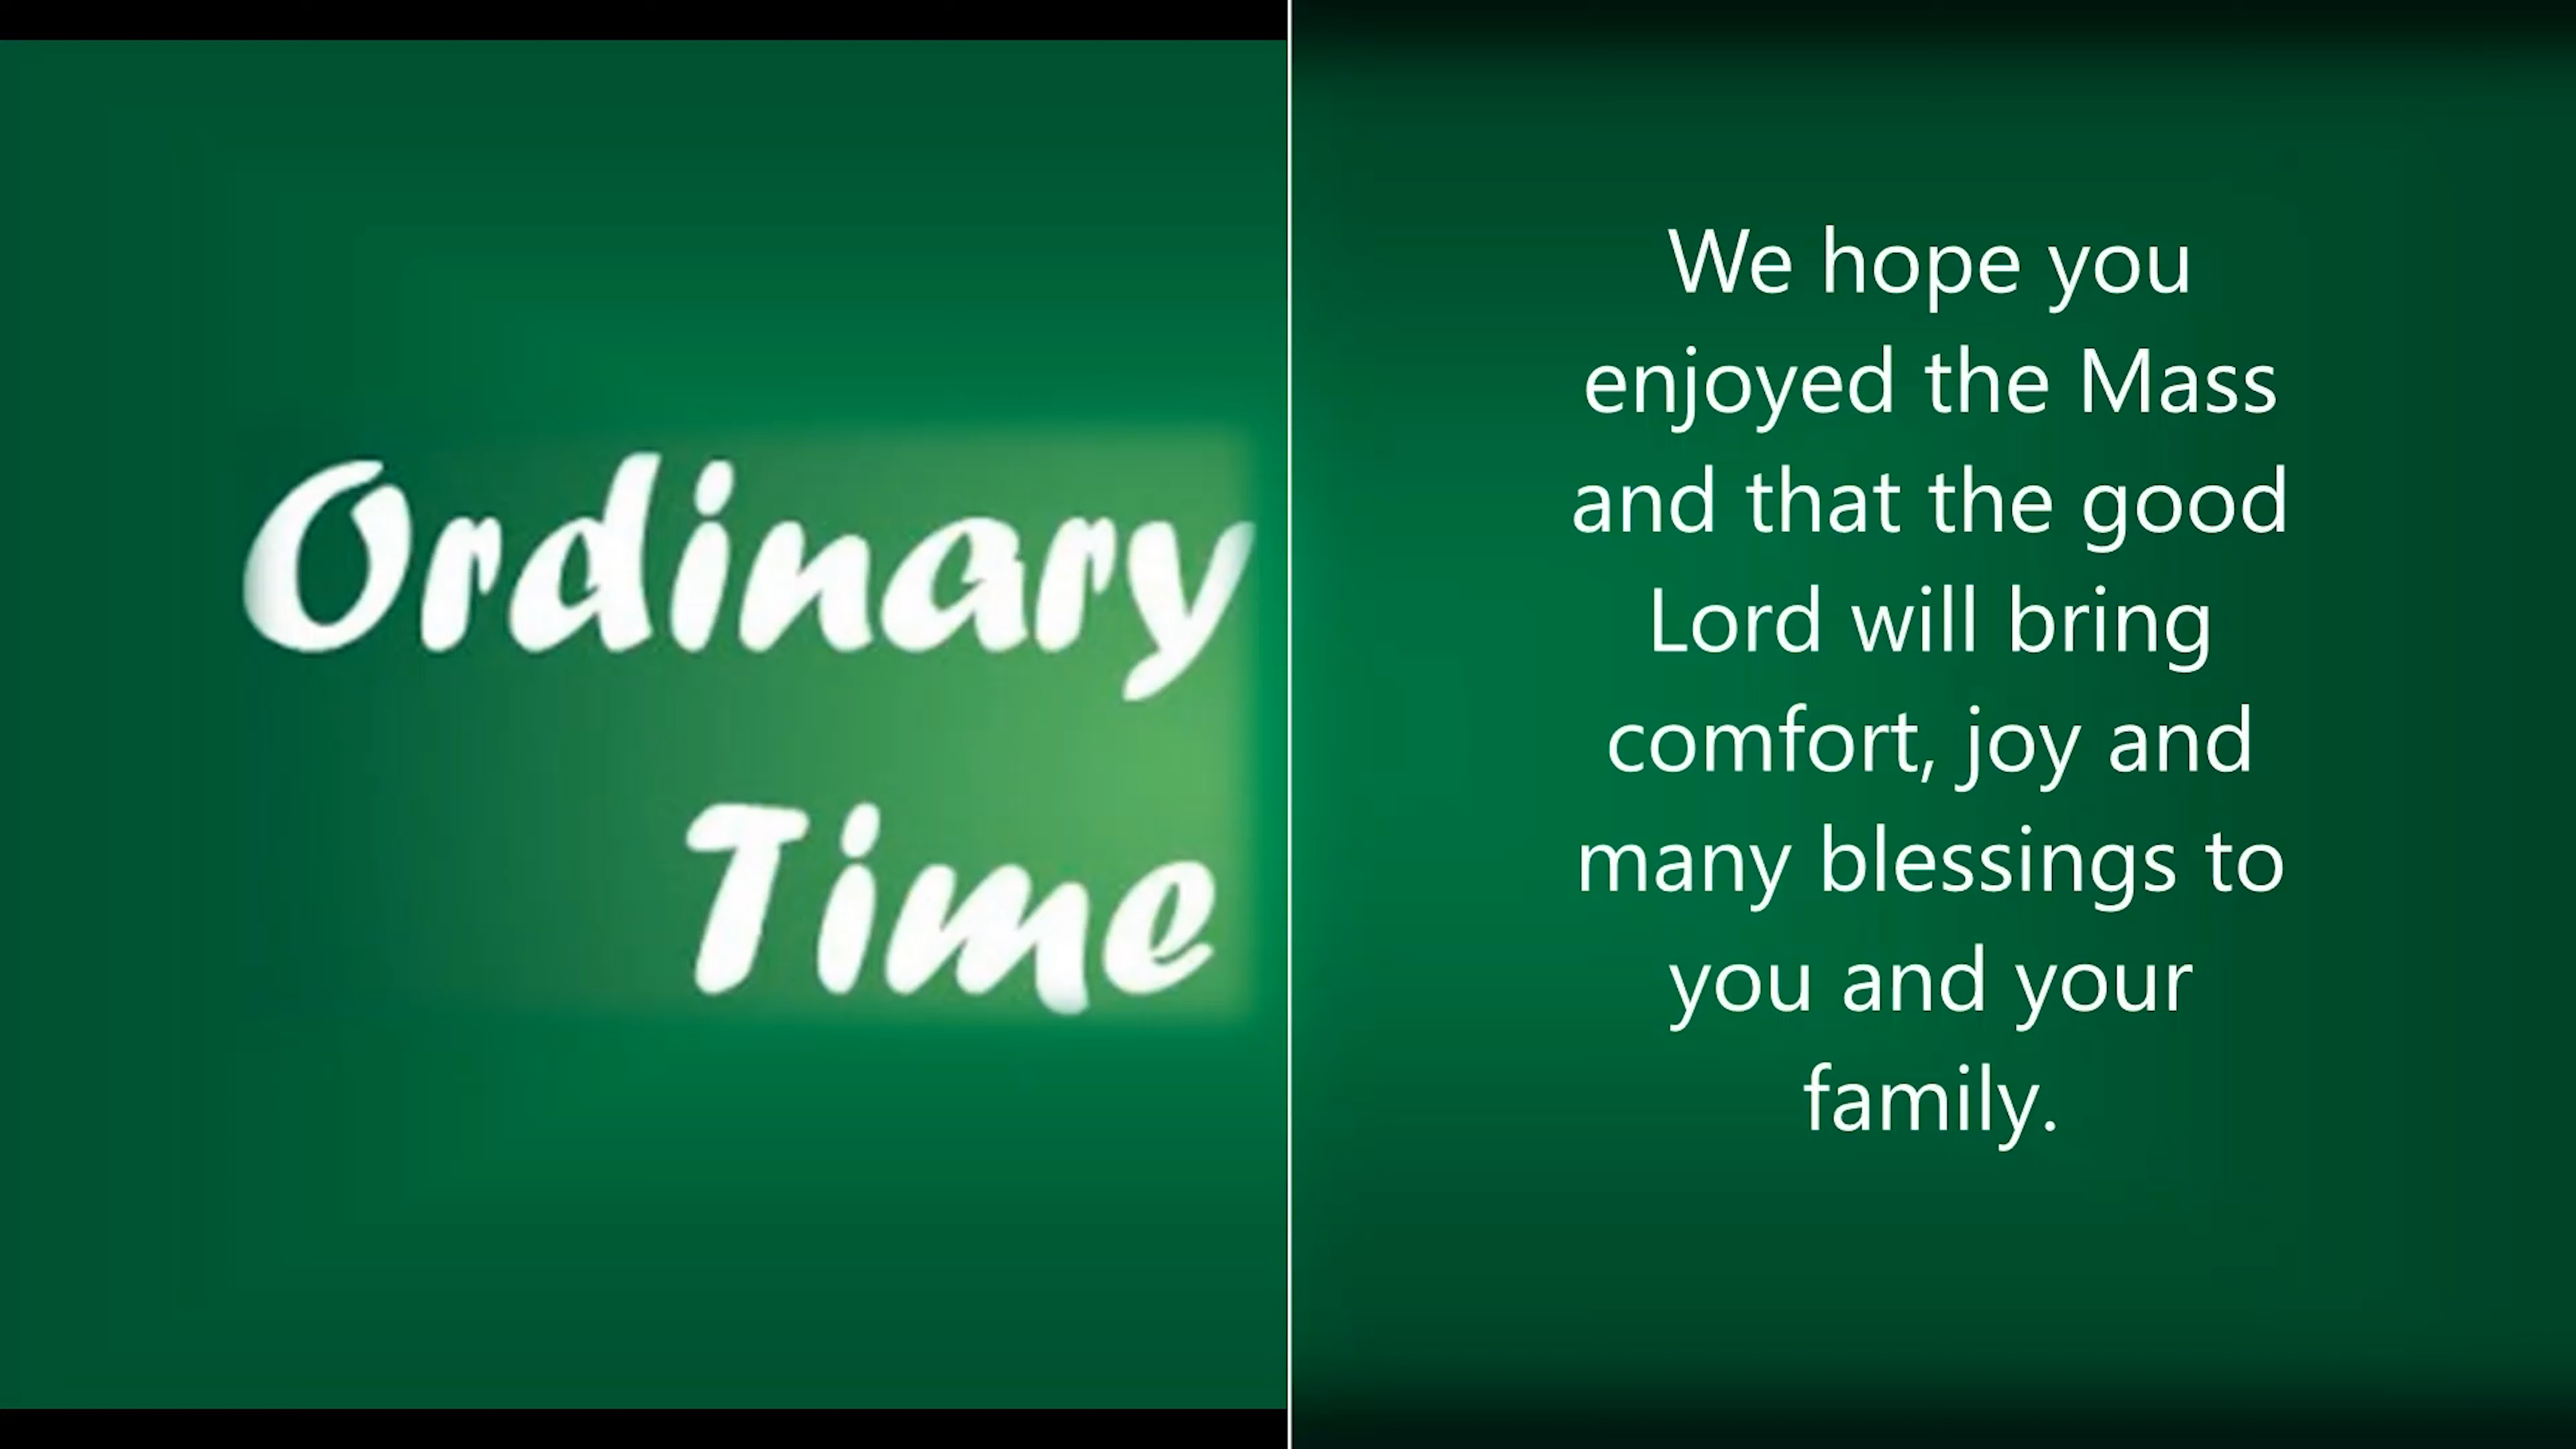 Ordinary
Time
We hope you
enjoyed the Mass
and that the good
Lord will bring
comfort, joy and
many blessings to
you and your
family.